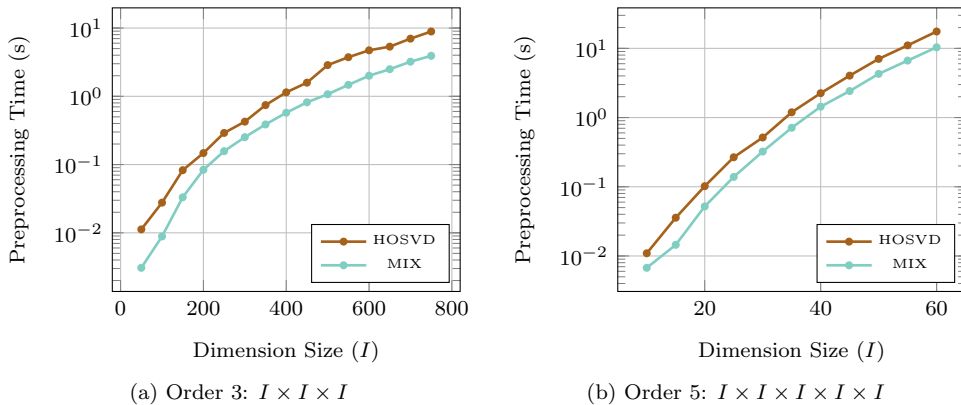 Preprocessing Time (s)
10^1
10^0
10^−1
10^−2
0
200
400
600
800
HOSVD
MIX
Dimension Size (I)
(a) Order 3: I × I × I
Preprocessing Time (s)
10^1
10^0
10^−1
10^−2
20
40
60
HOSVD
MIX
Dimension Size (I)
(b) Order 5: I × I × I × I × I